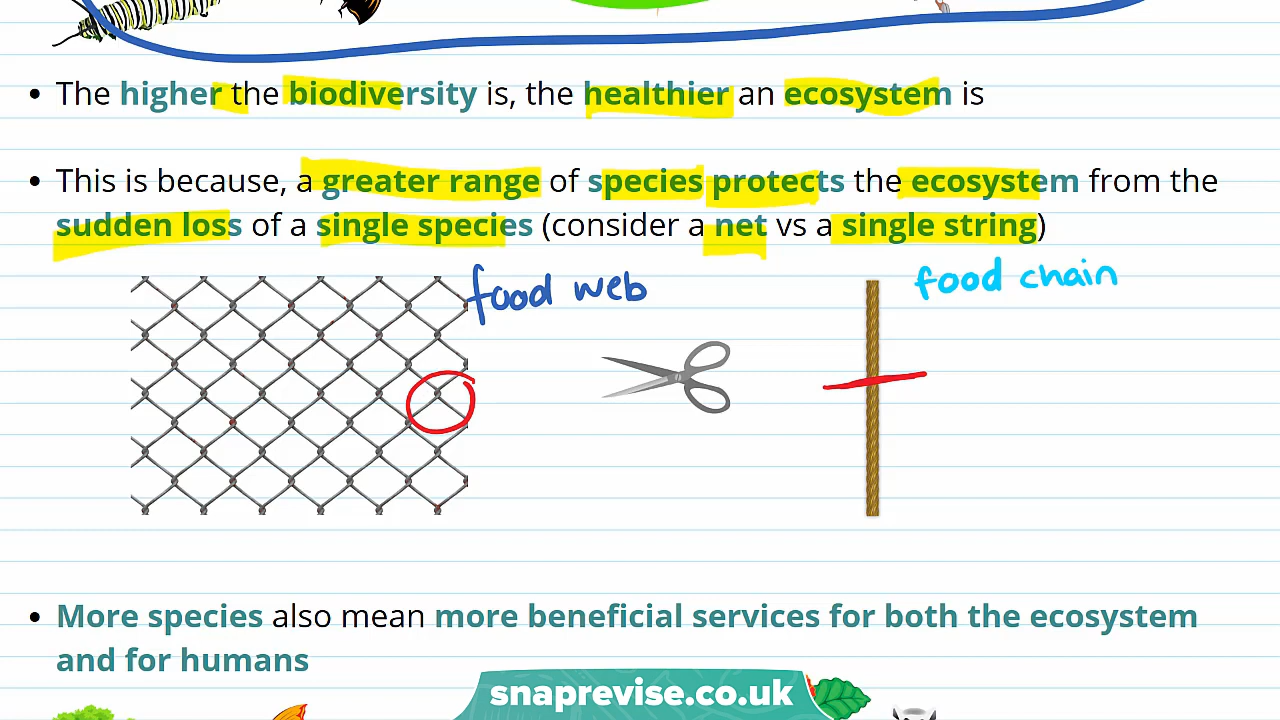 • The higher the biodiversity is, the healthier an ecosystem is
• This is because, a greater range of species protects the ecosystem from the
sudden loss of a single species (consider a net vs a single string)
food web
food chain
• More species also mean more beneficial services for both the ecosystem
and for humans
snaprevise.co.uk